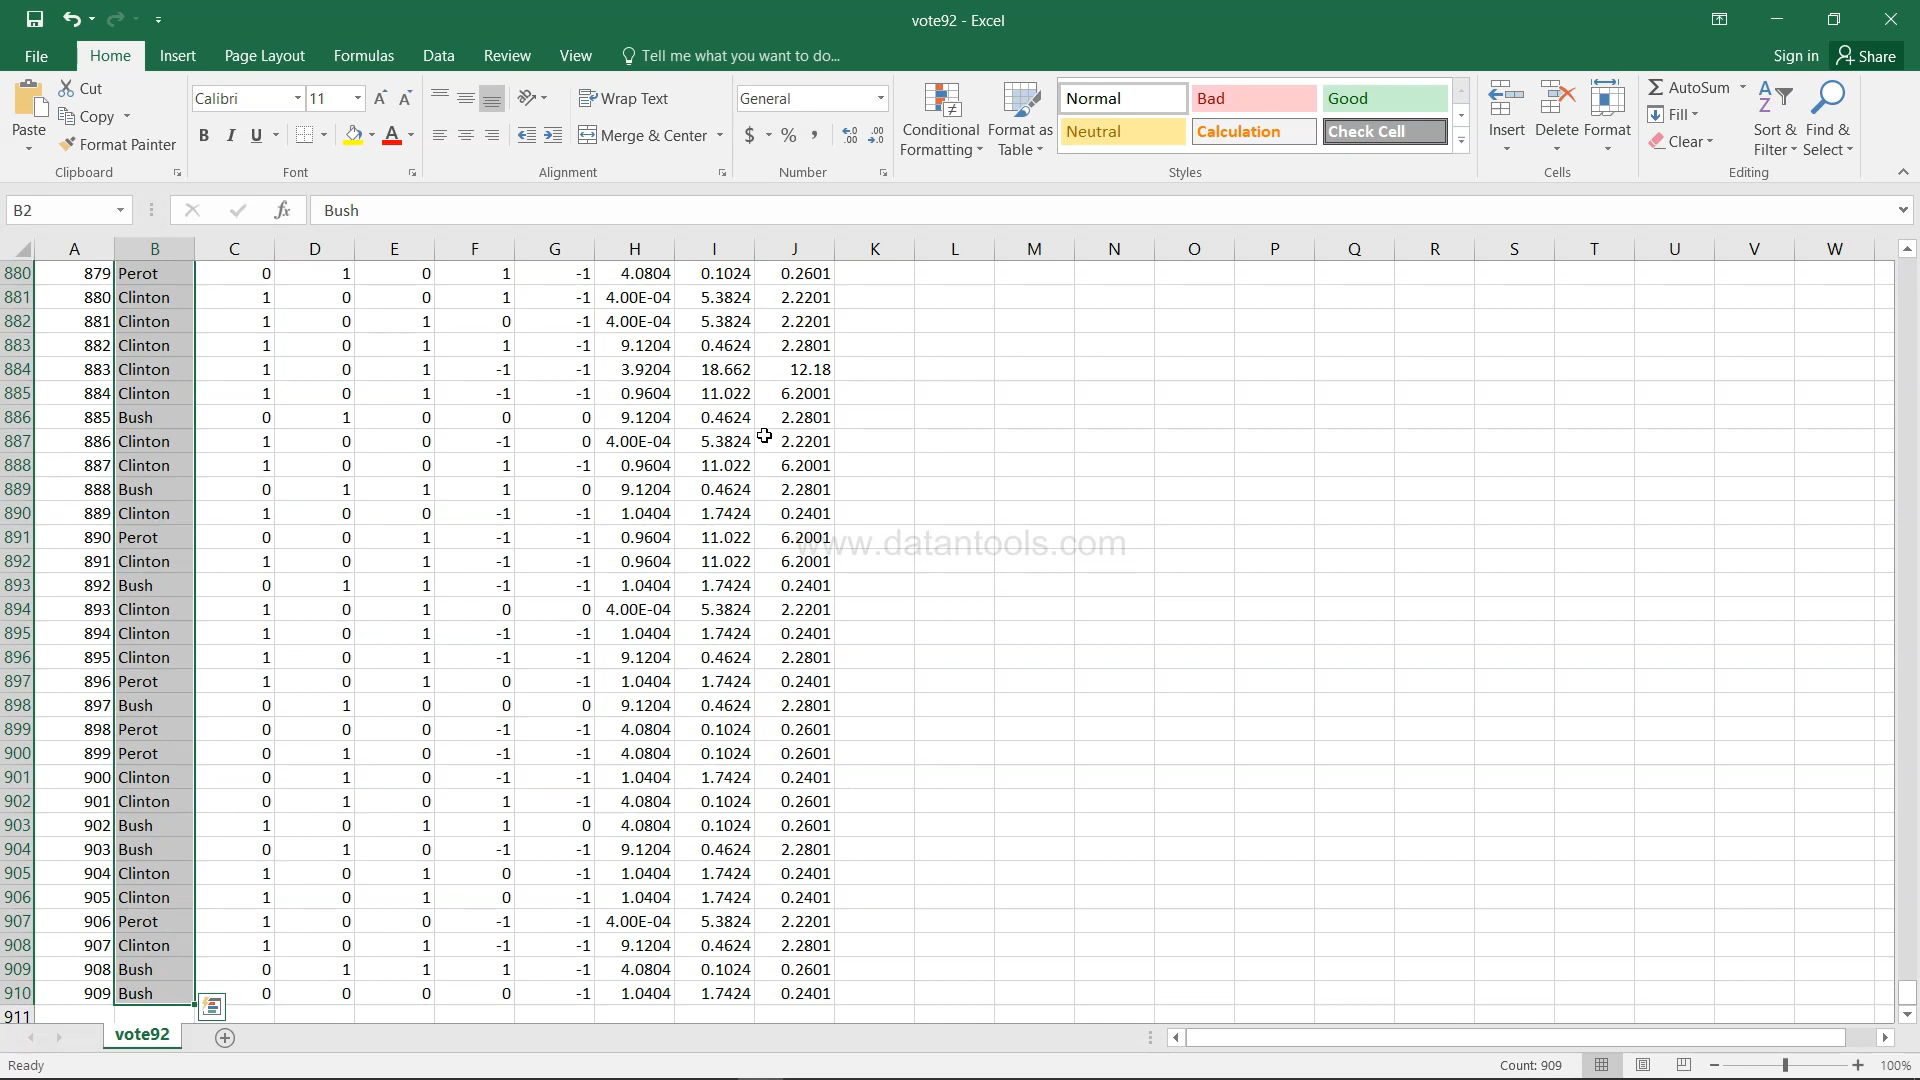 vote92 - Excel
File Home Insert Page Layout Formulas Data Review View Tell me what you want to do... Sign in Share
Paste Cut Calibri 11 Wrap Text General Conditional Formatting Format as Table Normal Bad Good Insert Delete Format AutoSum Sort & Filter Find & Select
Copy B I U Merge & Center $ % , Neutral Calculation Check Cell Fill
Format Painter Clear
Clipboard Font Alignment Number Styles Cells Editing
B2 fx Bush
A B C D E F G H I J K L M N O P Q R S T U V W
880 879 Perot 0 1 0 1 -1 4.0804 0.1024 0.2601
881 880 Clinton 1 0 0 1 -1 4.00E-04 5.3824 2.2201
882 881 Clinton 1 0 1 0 -1 4.00E-04 5.3824 2.2201
883 882 Clinton 1 0 1 1 -1 9.1204 0.4624 2.2801
884 883 Clinton 1 0 1 -1 -1 3.9204 18.662 12.18
885 884 Clinton 1 0 1 -1 -1 0.9604 11.022 6.2001
886 885 Bush 0 1 0 0 0 9.1204 0.4624 2.2801
887 886 Clinton 1 0 0 -1 0 4.00E-04 5.3824 2.2201
888 887 Clinton 1 0 0 1 -1 0.9604 11.022 6.2001
889 888 Bush 0 1 1 1 0 9.1204 0.4624 2.2801
890 889 Clinton 1 0 0 -1 -1 1.0404 1.7424 0.2401
891 890 Perot 0 0 1 -1 -1 0.9604 11.022 6.2001
www.datantools.com
892 891 Clinton 1 0 1 -1 -1 0.9604 11.022 6.2001
893 892 Bush 0 1 1 -1 -1 1.0404 1.7424 0.2401
894 893 Clinton 1 0 1 0 0 4.00E-04 5.3824 2.2201
895 894 Clinton 1 0 1 -1 -1 1.0404 1.7424 0.2401
896 895 Clinton 1 0 1 -1 -1 9.1204 0.4624 2.2801
897 896 Perot 1 0 1 0 -1 1.0404 1.7424 0.2401
898 897 Bush 0 1 0 0 0 9.1204 0.4624 2.2801
899 898 Perot 0 0 0 -1 -1 4.0804 0.1024 0.2601
900 899 Perot 0 1 0 -1 -1 4.0804 0.1024 0.2601
901 900 Clinton 0 1 0 -1 -1 1.0404 1.7424 0.2401
902 901 Clinton 0 1 0 1 -1 4.0804 0.1024 0.2601
903 902 Bush 1 0 1 1 0 4.0804 0.1024 0.2601
904 903 Bush 0 1 0 -1 -1 9.1204 0.4624 2.2801
905 904 Clinton 1 0 1 0 -1 1.0404 1.7424 0.2401
906 905 Clinton 1 0 1 0 -1 1.0404 1.7424 0.2401
907 906 Perot 1 0 0 -1 -1 4.00E-04 5.3824 2.2201
908 907 Clinton 1 0 1 -1 -1 9.1204 0.4624 2.2801
909 908 Bush 0 1 1 1 -1 4.0804 0.1024 0.2601
910 909 Bush 0 0 0 0 -1 1.0404 1.7424 0.2401
911
vote92
Ready Count: 909 100%